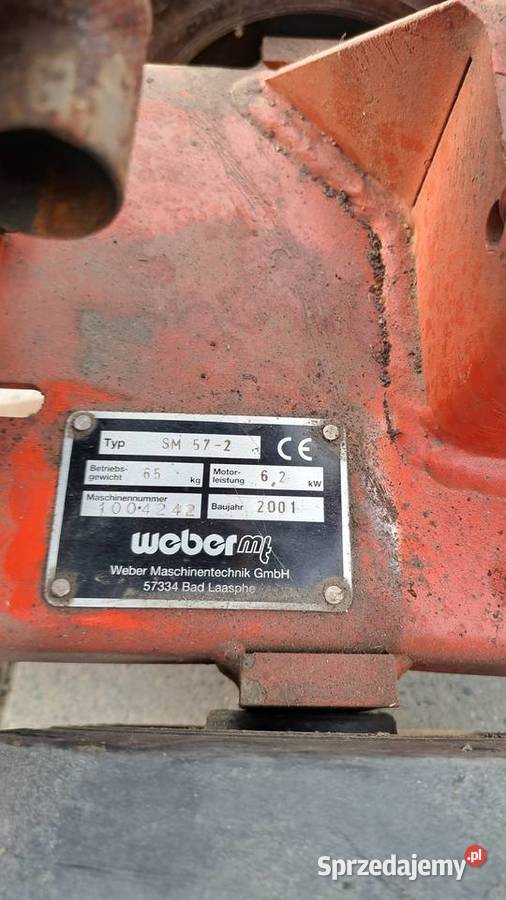 Typ SM 57-2 CE
Betriebs- Motor-
gewicht 65 kg leistung 6,2 kW
Maschinennummer
1004242 Baujahr 2001
weber mt
Weber Maschinentechnik GmbH
57334 Bad Laasphe
Sprzedajemy.pl